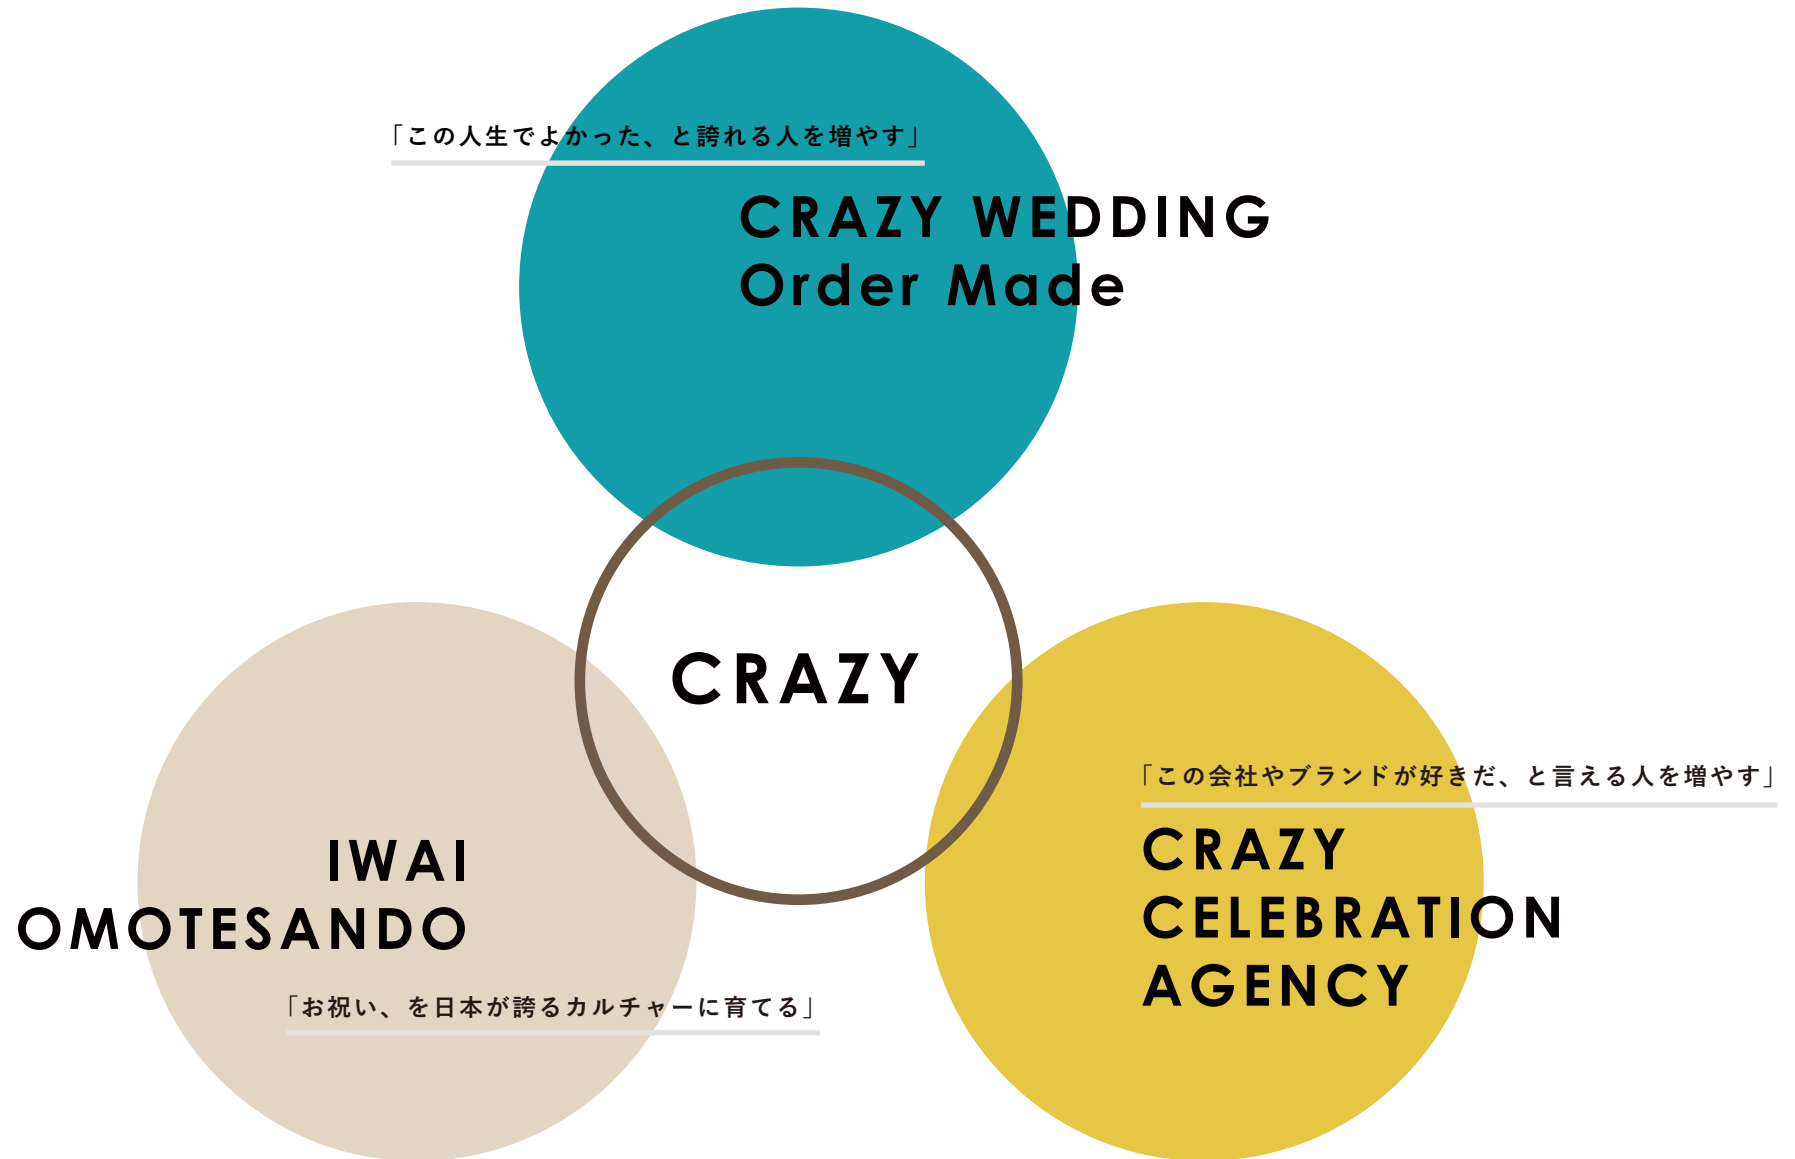 「この人生でよかった、と誇れる人を増やす」
CRAZY WEDDING
Order Made
CRAZY
IWAI
OMOTESANDO
「お祝い、を日本が誇るカルチャーに育てる」
「この会社やブランドが好きだ、と言える人を増やす」
CRAZY
CELEBRATION
AGENCY